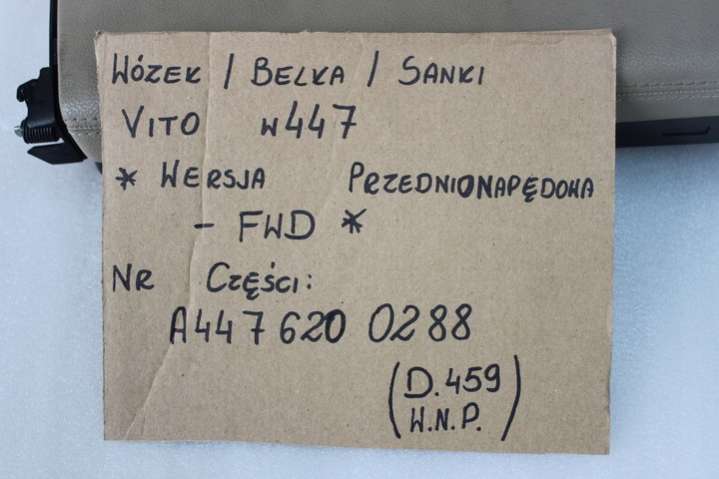 WÓZEK / BELKA / SANKI
VITO W447
* WERSJA PRZEDNIONAPĘDOWA
- FWD *
NR CZĘŚCI:
A447 620 0288
(D.459
W.N.P.)